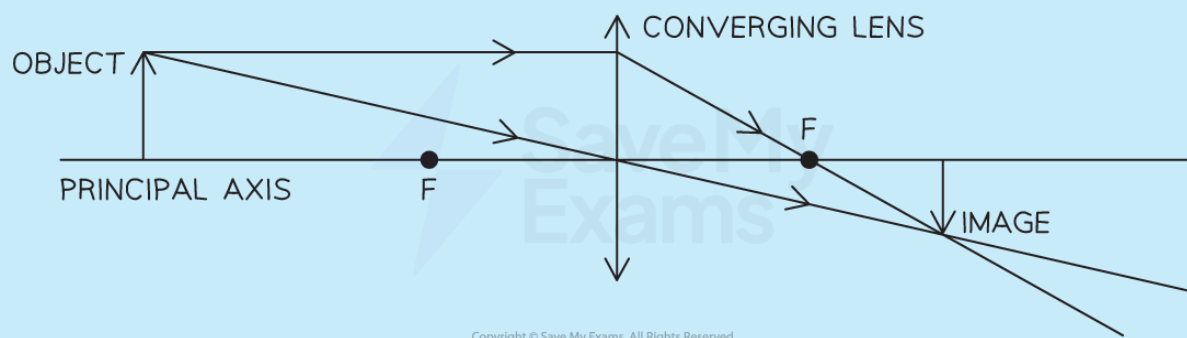 CONVERGING LENS
OBJECT
SaveMy
Exams
F
PRINCIPAL AXIS
F
IMAGE
Copyright © Save My Exams. All Rights Reserved